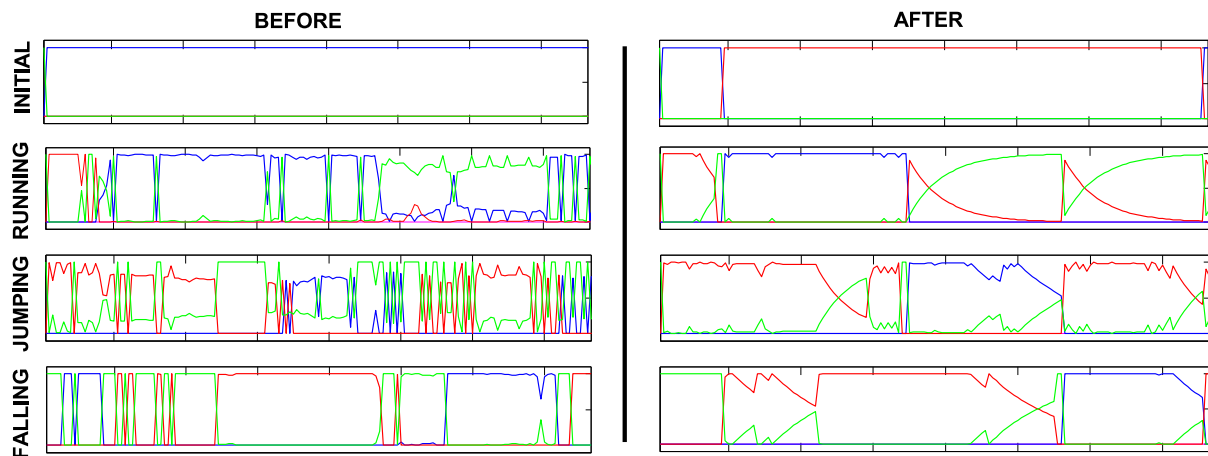 BEFORE
AFTER
INITIAL
RUNNING
JUMPING
FALLING